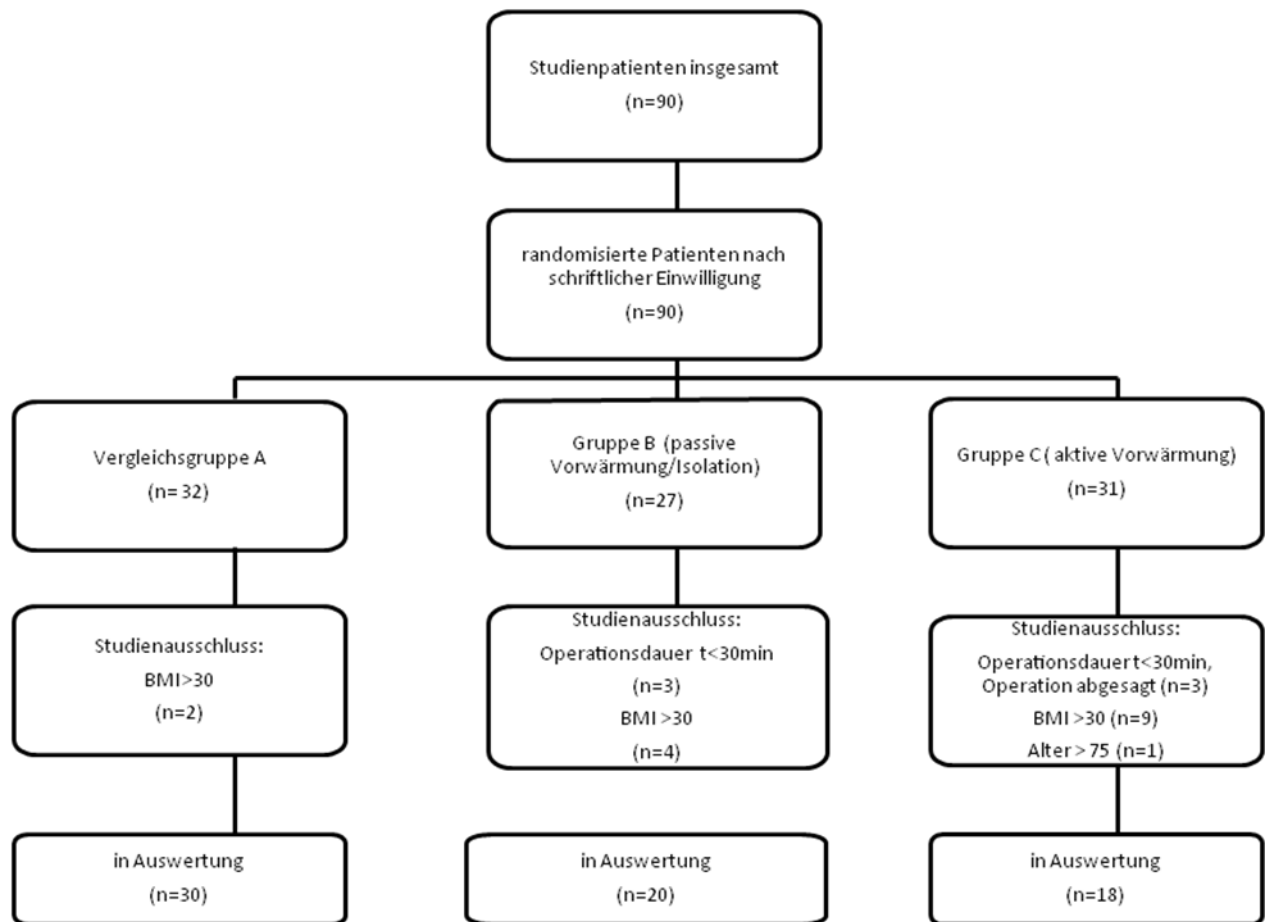 Studienpatienten insgesamt
(n=90)
randomisierte Patienten nach
schriftlicher Einwilligung
(n=90)
Vergleichsgruppe A
(n= 32)
Gruppe B (passive
Vorwärmung/Isolation)
(n=27)
Gruppe C ( aktive Vorwärmung)
(n=31)
Studienausschluss:
BMI>30
(n=2)
Studienausschluss:
Operationsdauer t<30min
(n=3)
BMI >30
(n=4)
Studienausschluss:
Operationsdauer t<30min,
Operation abgesagt (n=3)
BMI >30 (n=9)
Alter > 75 (n=1)
in Auswertung
(n=30)
in Auswertung
(n=20)
in Auswertung
(n=18)